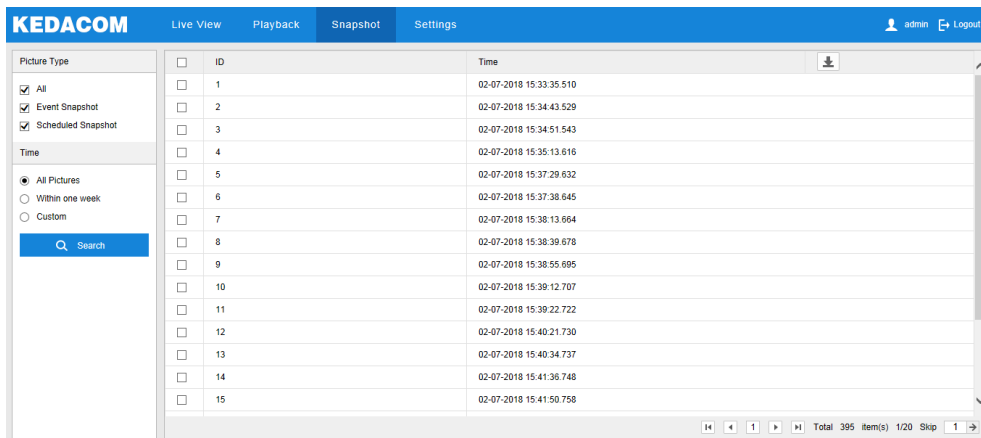 KEDACOM Live View Playback Snapshot Settings admin Logout
Picture Type
All
Event Snapshot
Scheduled Snapshot
Time
All Pictures
Within one week
Custom
Search
ID Time
1 02-07-2018 15:33:35.510
2 02-07-2018 15:34:43.529
3 02-07-2018 15:34:51.543
4 02-07-2018 15:35:13.616
5 02-07-2018 15:37:29.632
6 02-07-2018 15:37:38.645
7 02-07-2018 15:38:13.664
8 02-07-2018 15:38:39.678
9 02-07-2018 15:38:55.695
10 02-07-2018 15:39:12.707
11 02-07-2018 15:39:22.722
12 02-07-2018 15:40:21.730
13 02-07-2018 15:40:34.737
14 02-07-2018 15:41:36.748
15 02-07-2018 15:41:50.758
1 Total 395 item(s) 1/20 Skip 1